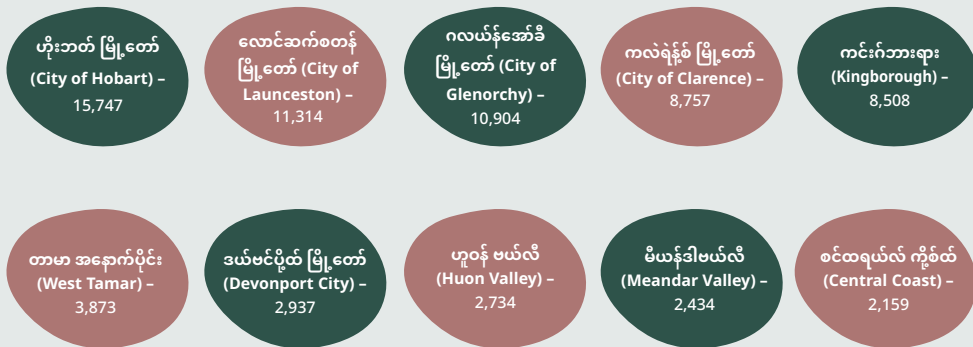 ဟိုးဘတ် မြို့တော်
(City of Hobart) –
15,747
လောင်ဆက်စတန်
မြို့တော် (City of
Launceston) –
11,314
ဂလယ်န်အော်ခီ
မြို့တော် (City of
Glenorchy) –
10,904
ကလဲရန့်စ် မြို့တော်
(City of Clarence) –
8,757
ကင်းဂ်ဘားရား
(Kingborough) –
8,508
တာမာ အနောက်ပိုင်း
(West Tamar) –
3,873
ဒယ်ဗင်ပို့ထ် မြို့တော်
(Devonport City) –
2,937
ဟူဝန် ဗယ်လီ
(Huon Valley) –
2,734
မီယန်ဒါဗယ်လီ
(Meandar Valley) –
2,434
စင်ထရယ်လ် ကို့စ်ထ်
(Central Coast) –
2,159